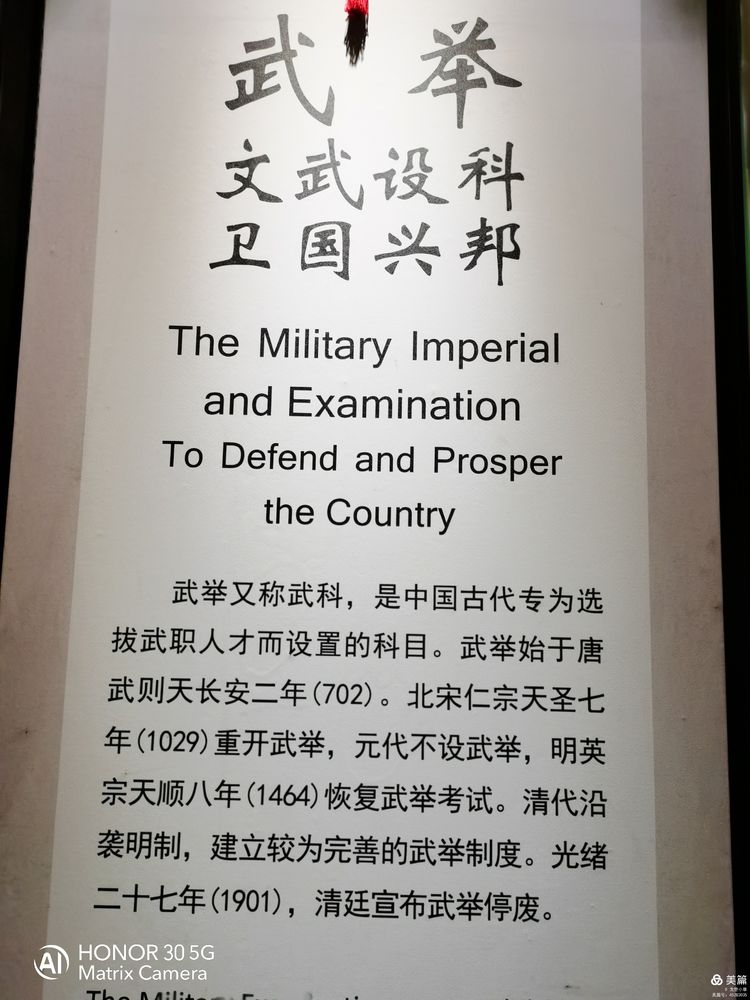 武举
文武设科
卫国兴邦
The Military Imperial
and Examination
To Defend and Prosper
the Country
武举又称武科，是中国古代专为选
拔武职人才而设置的科目。武举始于唐
武则天长安二年(702)。北宋仁宗天圣七
年(1029)重开武举，元代不设武举，明英
宗天顺八年(1464)恢复武举考试。清代沿
袭明制，建立较为完善的武举制度。光绪
二十七年(1901)，清廷宣布武举停废。
The Military Examination
HONOR 30 5G
Matrix Camera
AI
美篇